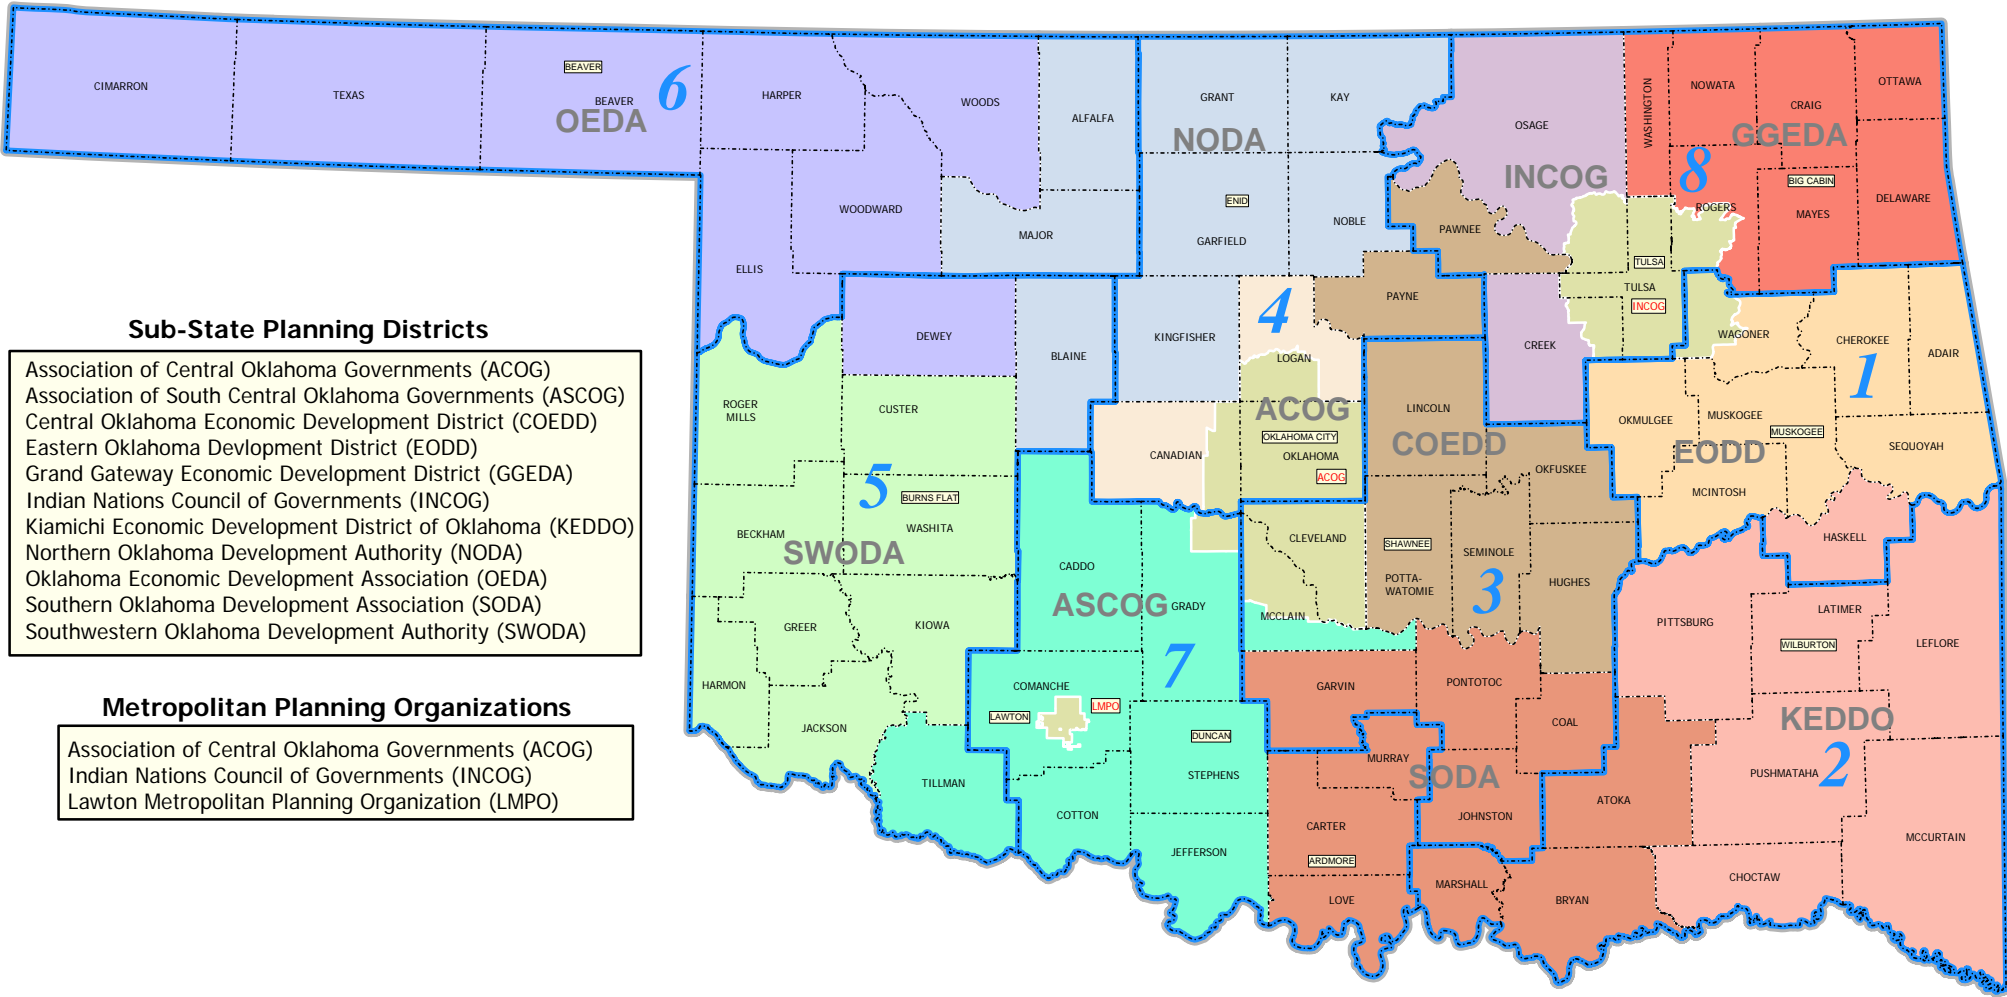 CIMARRON
TEXAS
BEAVER
BEAVER
OEDA
6
HARPER
WOODS
ALFALFA
GRANT
KAY
NODA
OSAGE
INCOG
WASHINGTON
NOWATA
CRAIG
OTTAWA
GGEDA
8
BIG CABIN
ROGERS
MAYES
DELAWARE
WOODWARD
MAJOR
ELLIS
ENID
GARFIELD
NOBLE
PAWNEE
TULSA
TULSA
INCOG
PAYNE
4
DEWEY
BLAINE
KINGFISHER
LOGAN
CREEK
WAGONER
CHEROKEE
ADAIR
1
Sub-State Planning Districts
Association of Central Oklahoma Governments (ACOG)
Association of South Central Oklahoma Governments (ASCOG)
Central Oklahoma Economic Development District (COEDD)
Eastern Oklahoma Devlopment District (EODD)
Grand Gateway Economic Development District (GGEDA)
Indian Nations Council of Governments (INCOG)
Kiamichi Economic Development District of Oklahoma (KEDDO)
Northern Oklahoma Development Authority (NODA)
Oklahoma Economic Development Association (OEDA)
Southern Oklahoma Development Association (SODA)
Southwestern Oklahoma Development Authority (SWODA)
ROGER
MILLS
CUSTER
ACOG
OKLAHOMA CITY
OKLAHOMA
ACOG
CANADIAN
LINCOLN
COEDD
OKFUSKEE
OKMULGEE
MUSKOGEE
MUSKOGEE
EODD
SEQUOYAH
MCINTOSH
5
BURNS FLAT
WASHITA
BECKHAM
SWODA
CADDO
ASCOG
GRADY
CLEVELAND
MCCLAIN
SHAWNEE
POTTA-
WATOMIE
SEMINOLE
3
HUGHES
HASKELL
PITTSBURG
LATIMER
WILBURTON
LEFLORE
GREER
KIOWA
HARMON
JACKSON
7
COMANCHE
LAWTON
LMPO
DUNCAN
GARVIN
PONTOTOC
COAL
KEDDO
2
PUSHMATAHA
Metropolitan Planning Organizations
Association of Central Oklahoma Governments (ACOG)
Indian Nations Council of Governments (INCOG)
Lawton Metropolitan Planning Organization (LMPO)
TILLMAN
COTTON
STEPHENS
MURRAY
SODA
CARTER
JOHNSTON
ATOKA
MCCURTAIN
JEFFERSON
ARDMORE
LOVE
MARSHALL
BRYAN
CHOCTAW